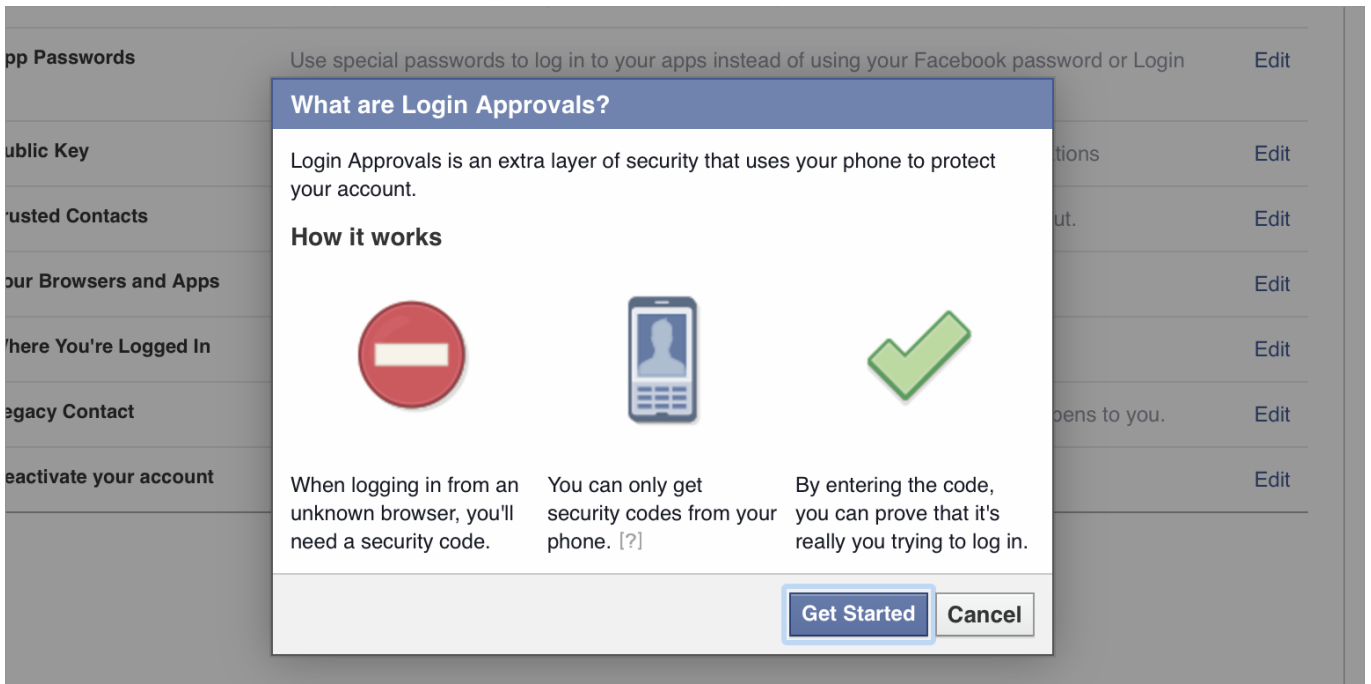 pp Passwords
Use special passwords to log in to your apps instead of using your Facebook password or Login
Edit
What are Login Approvals?
Login Approvals is an extra layer of security that uses your phone to protect
your account.
How it works
When logging in from an
unknown browser, you'll
need a security code.
You can only get
security codes from your
phone. [?]
By entering the code,
you can prove that it's
really you trying to log in.
Get Started
Cancel
ublic Key
tions
Edit
rusted Contacts
ut.
Edit
our Browsers and Apps
Edit
here You're Logged In
Edit
egacy Contact
pens to you.
Edit
eactivate your account
Edit